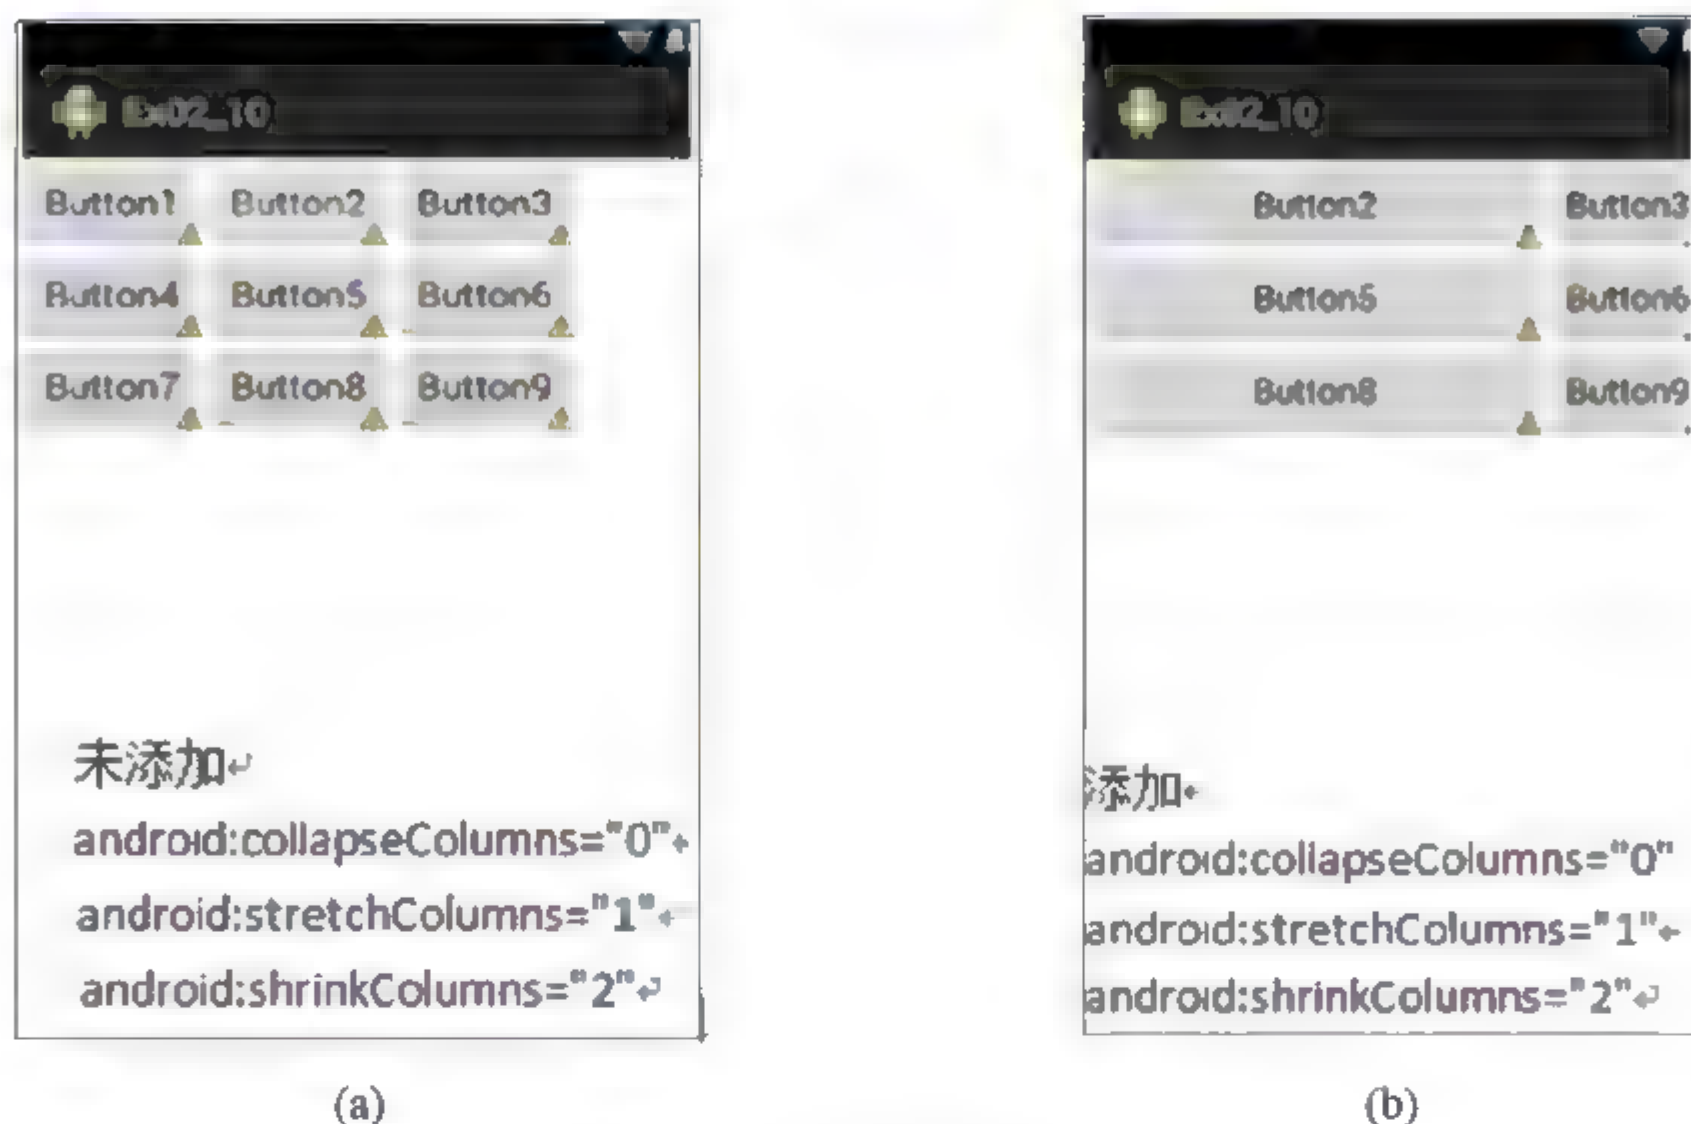 Ex02_10
Button1 Button2 Button3
Button4 Button5 Button6
Button7 Button8 Button9
未添加
android:collapseColumns="0"
android:stretchColumns="1"
android:shrinkColumns="2"
(a)
Ex02_10
Button2 Button3
Button5 Button6
Button8 Button9
添加
android:collapseColumns="0"
android:stretchColumns="1"
android:shrinkColumns="2"
(b)